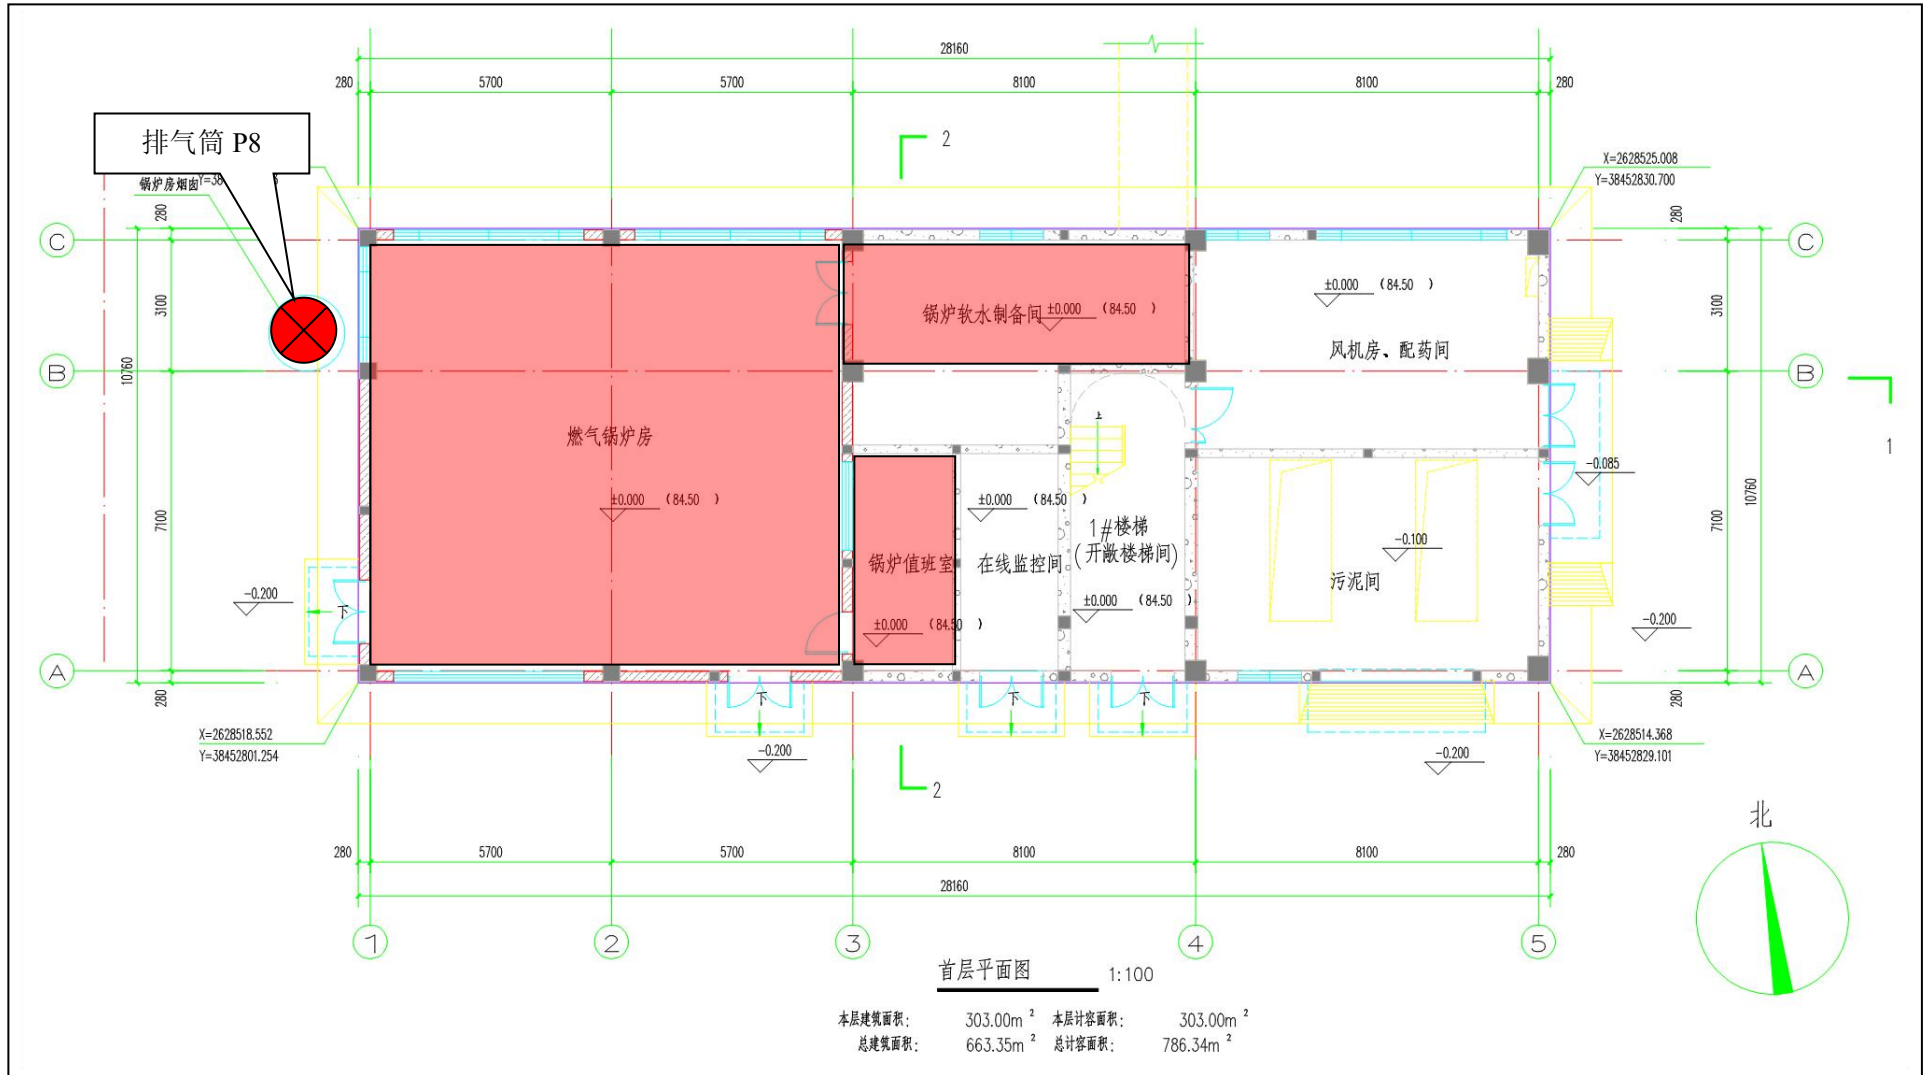 28160
280 5700 5700 8100 8100 280
排气筒 P8
2
锅炉房烟囱
Y=38
X=2628525.008
Y=38452830.700
280
280
C
C
3100
3100
±0.000 (84.50 )
锅炉软水制备间
±0.000 (84.50 )
风机房、配药间
B
B
10760
上
燃气锅炉房
1
-0.085
±0.000 (84.50 )
±0.000 (84.50 )
10760
7100
7100
1#楼梯
(开敞楼梯间)
-0.100
锅炉值班室
在线监控间
污泥间
-0.200
下
±0.000 (84.50 )
±0.000 (84.50 )
-0.200
A
A
280
280
下
下
X=2628518.552
Y=38452801.254
-0.200
-0.200
X=2628514.368
Y=38452829.101
2
北
280 5700 5700 8100 8100 280
28160
1 2 3 4 5
首层平面图 1:100
本层建筑面积: 303.00m² 本层计容面积: 303.00m²
总建筑面积: 663.35m² 总计容面积: 786.34m²